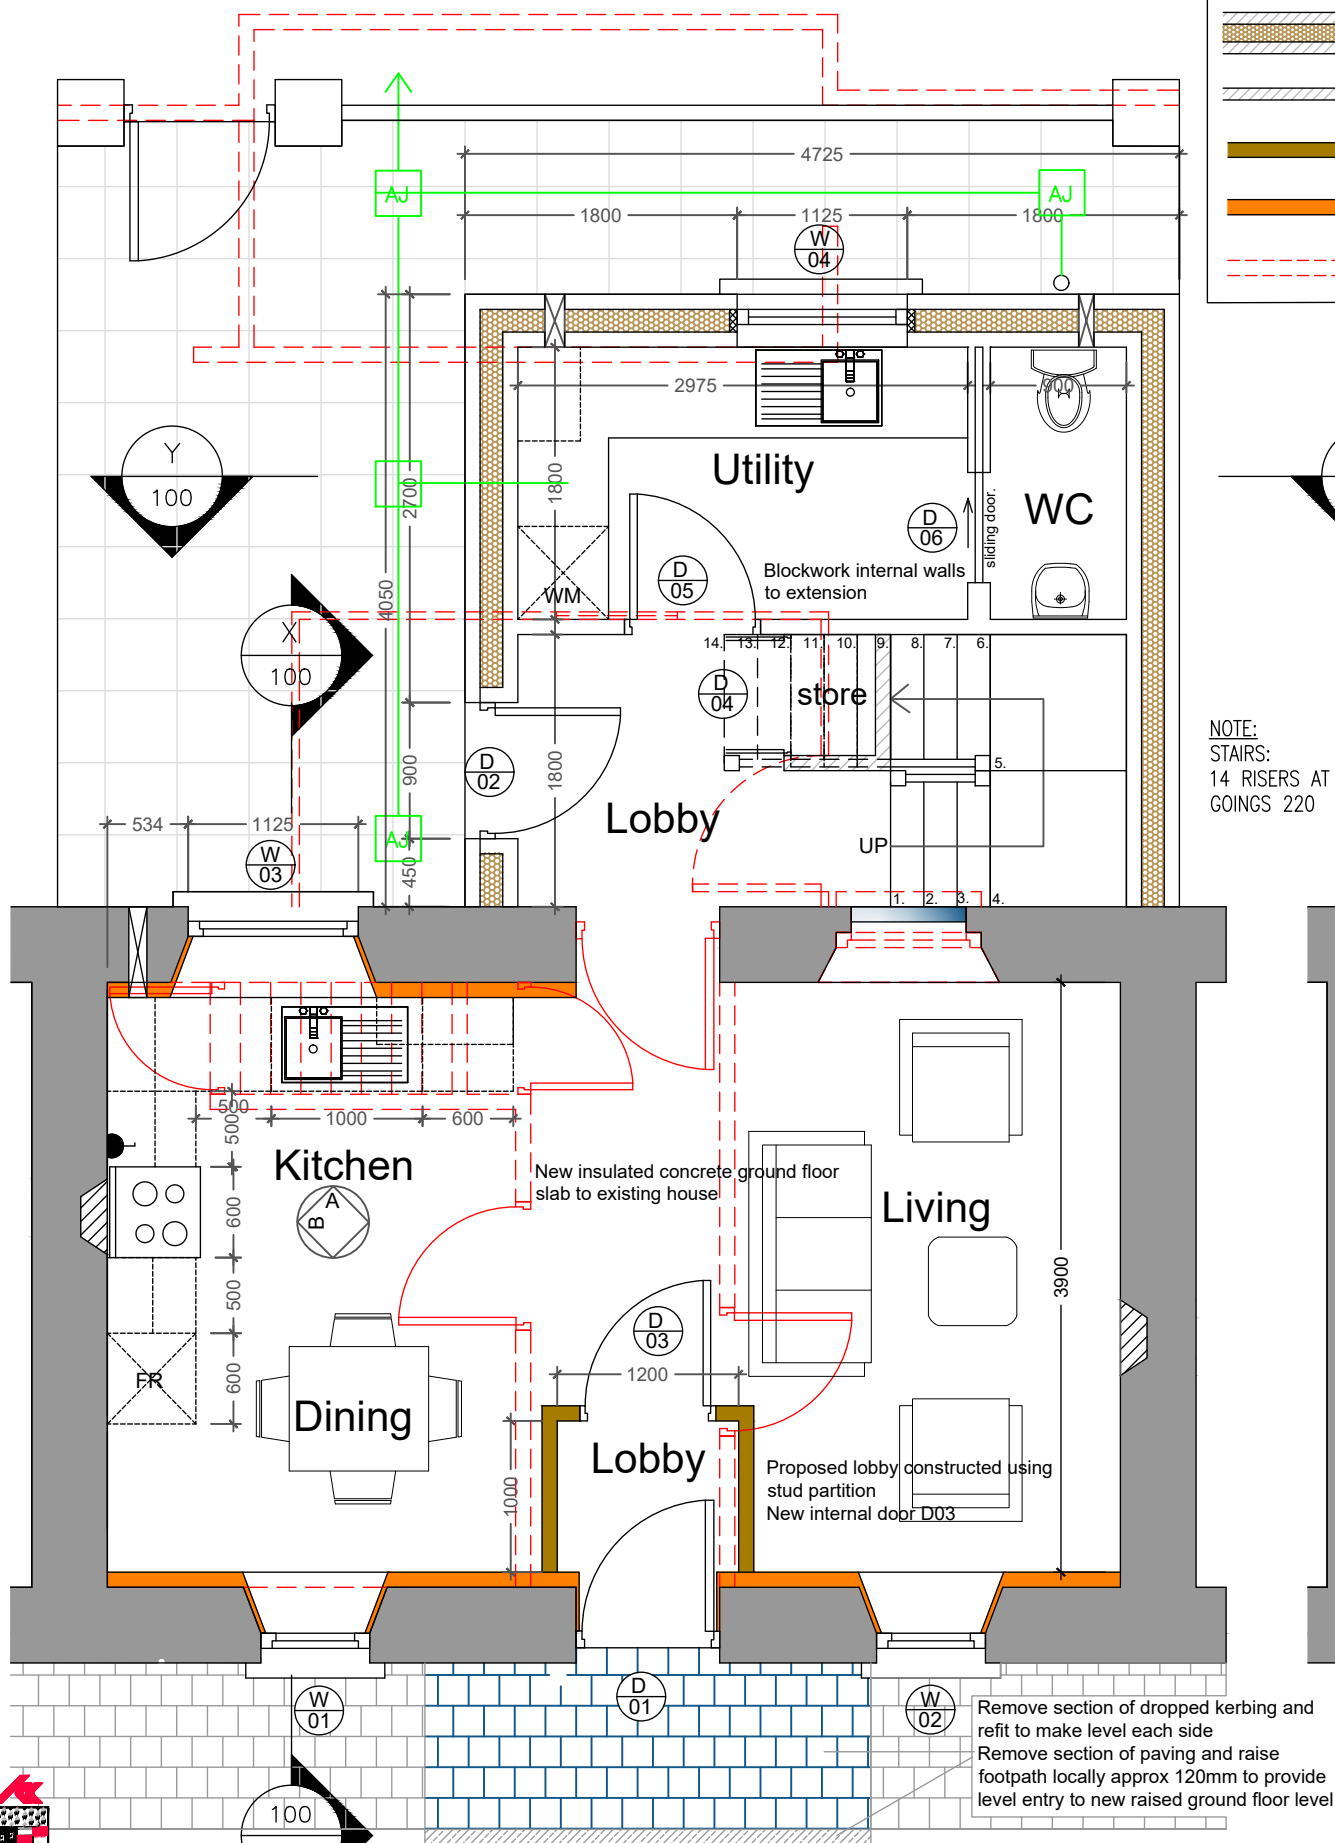 4725
AJ
AJ
1800
1125
1800
W
04
2975
900
Utility
WC
Y
100
1800
2700
D
06
sliding door.
D
05
Blockwork internal walls
to extension
WM
4050
X
100
14.
13.
12.
11.
10.
9.
8.
7.
6.
D
04
store
NOTE:
STAIRS:
14 RISERS AT
GOINGS 220
D
02
900
1800
5.
Lobby
534
1125
AJ
UP
W
03
450
1.
2.
3.
4.
500
1000
600
500
Kitchen
New insulated concrete ground floor
slab to existing house
A
B
600
Living
3900
500
D
03
FR
600
1200
Dining
Lobby
1000
Proposed lobby constructed using
stud partition
New internal door D03
W
01
D
01
W
02
Remove section of dropped kerbing and
refit to make level each side
Remove section of paving and raise
footpath locally approx 120mm to provide
level entry to new raised ground floor level
100